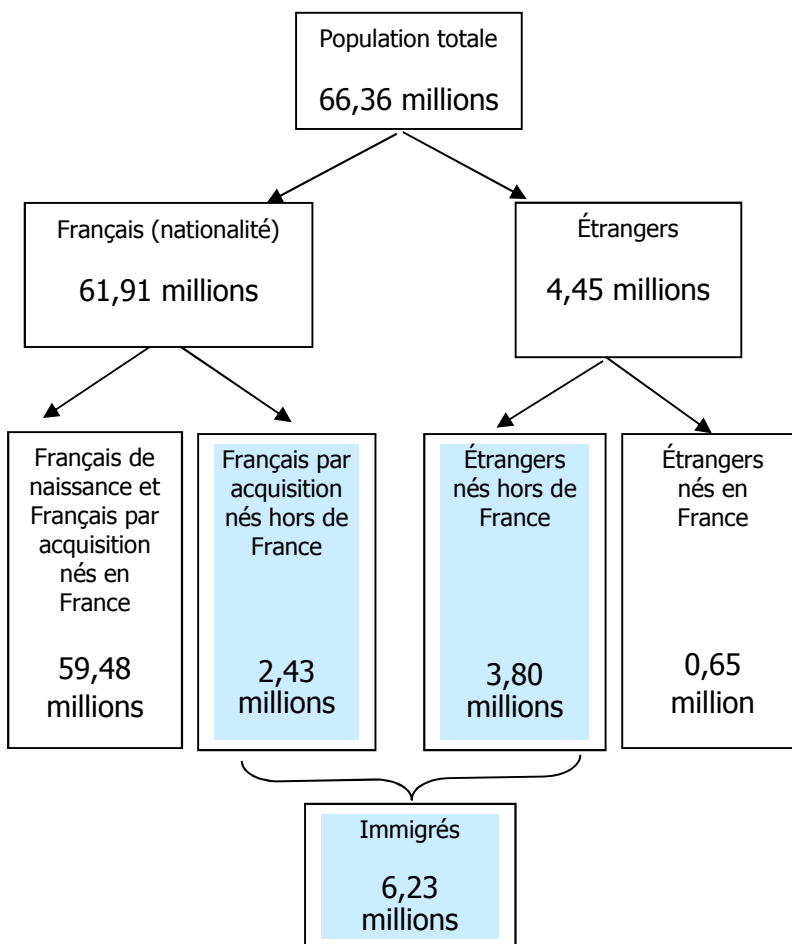 Population totale
66,36 millions
Français (nationalité)
61,91 millions
Étrangers
4,45 millions
Français de
naissance et
Français par
acquisition
nés en
France
59,48
millions
Français par
acquisition
nés hors de
France
2,43
millions
Étrangers
nés hors de
France
3,80
millions
Étrangers
nés en
France
0,65
million
Immigrés
6,23
millions